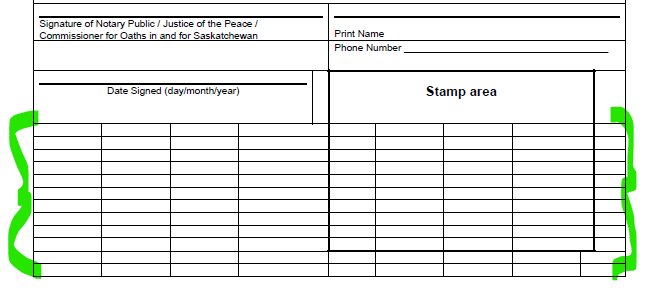 Signature of Notary Public / Justice of the Peace /
Commissioner for Oaths in and for Saskatchewan
Print Name
Phone Number
Date Signed (day/month/year)
Stamp area